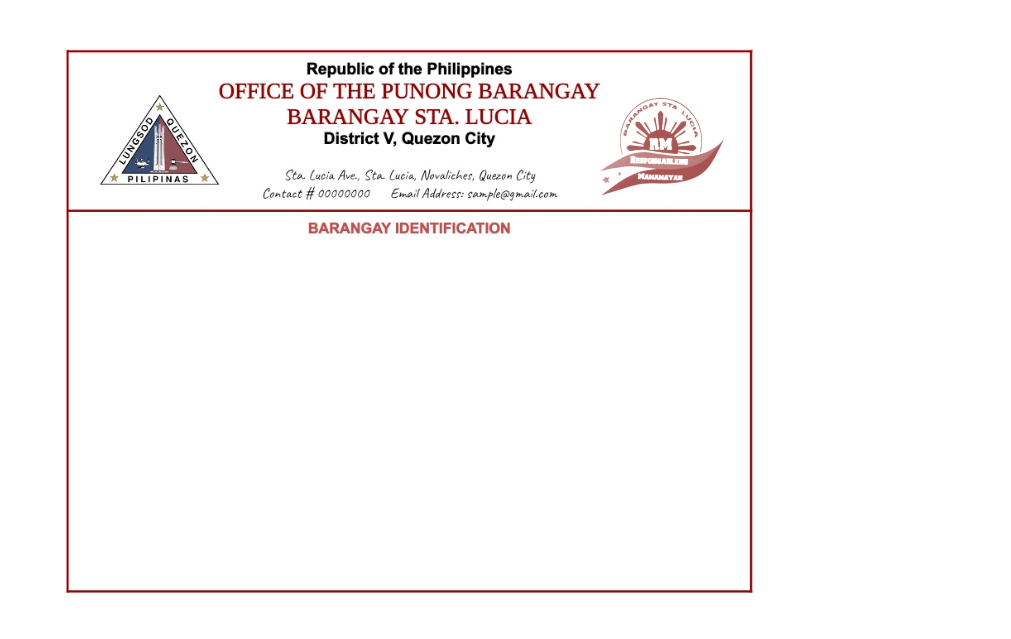 Republic of the Philippines
OFFICE OF THE PUNONG BARANGAY
BARANGAY STA. LUCIA
District V, Quezon City
LUNGSOD QUEZON
PILIPINAS
BARANGAY STA LUCIA
RM
Responsableng
Mamamayan
Sta. Lucia Ave., Sta. Lucia, Novaliches, Quezon City
Contact # 00000000 Email Address: sample@gmail.com
BARANGAY IDENTIFICATION